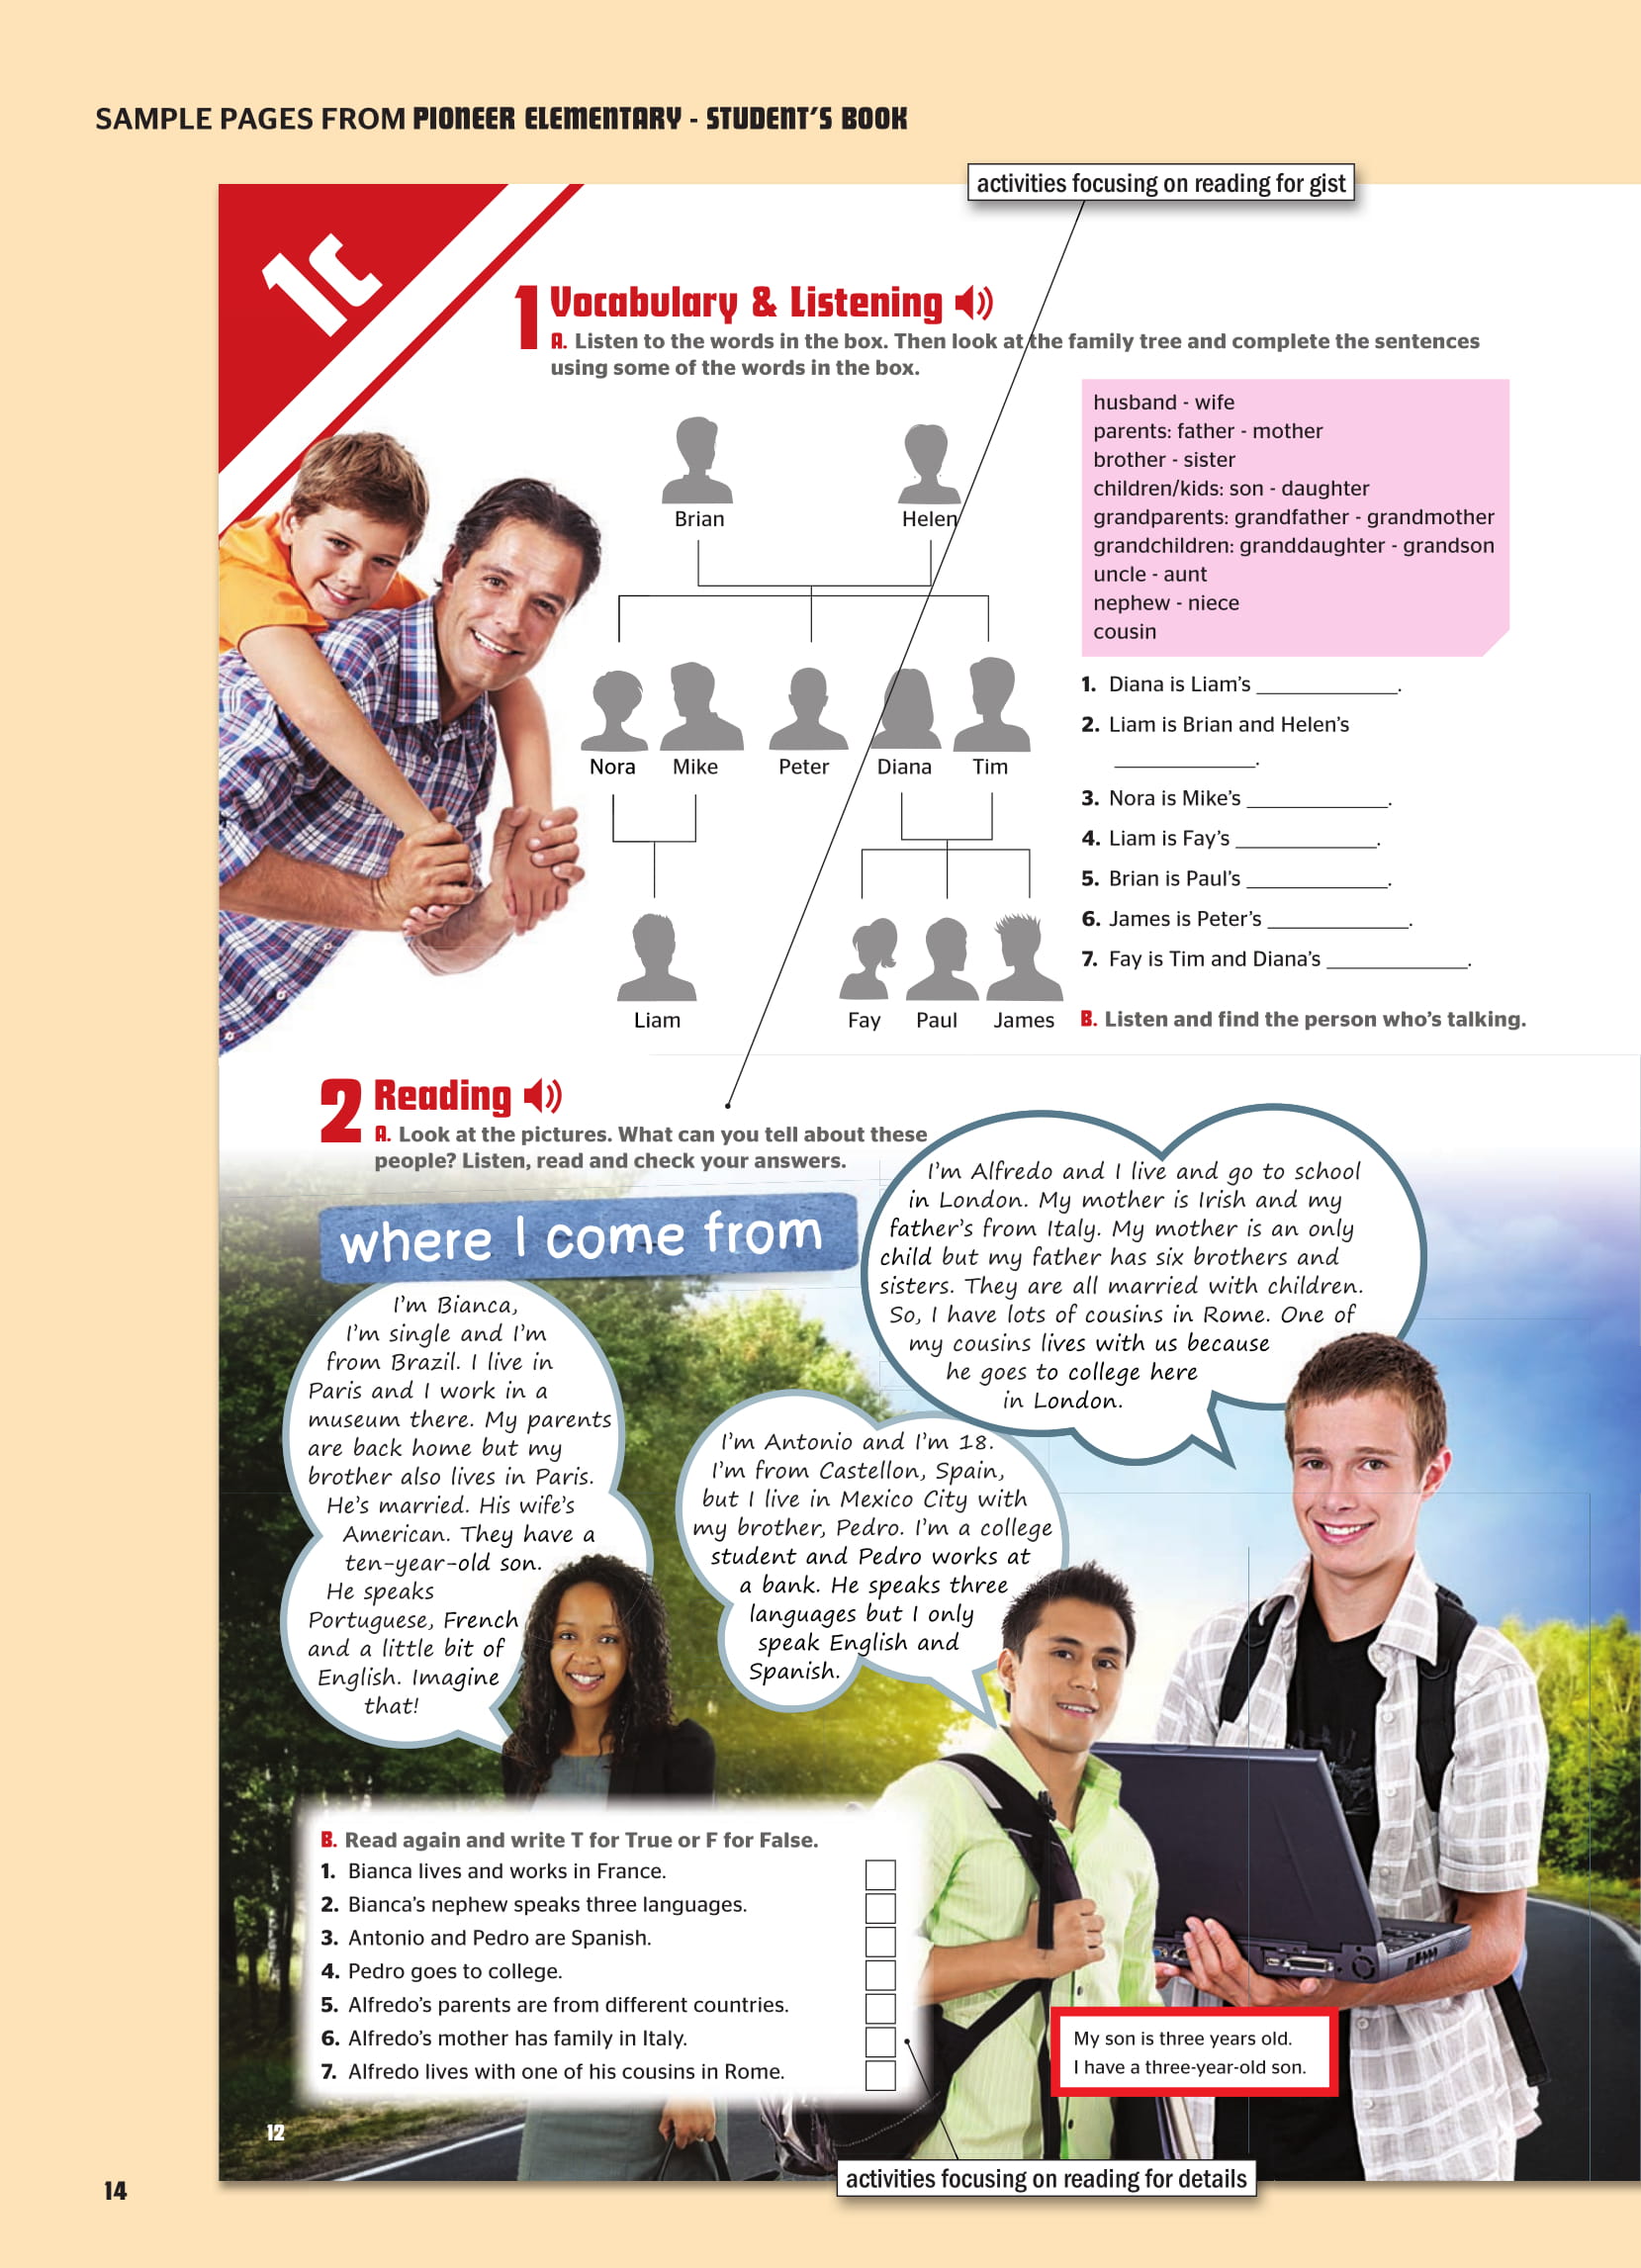 SAMPLE PAGES FROM PIONEER ELEMENTARY - STUDENT'S BOOK
activities focusing on reading for gist
1c
1 Vocabulary & Listening
A. Listen to the words in the box. Then look at the family tree and complete the sentences
using some of the words in the box.
Brian
Helen
Nora
Mike
Peter
Diana
Tim
Liam
Fay
Paul
James
husband - wife
parents: father - mother
brother - sister
children/kids: son - daughter
grandparents: grandfather - grandmother
grandchildren: granddaughter - grandson
uncle - aunt
nephew - niece
cousin
1. Diana is Liam's ____________.
2. Liam is Brian and Helen's
____________.
3. Nora is Mike's ____________.
4. Liam is Fay's ____________.
5. Brian is Paul's ____________.
6. James is Peter's ____________.
7. Fay is Tim and Diana's ____________.
B. Listen and find the person who's talking.
2 Reading
A. Look at the pictures. What can you tell about these
people? Listen, read and check your answers.
where I come from
I'm Bianca,
I'm single and I'm
from Brazil. I live in
Paris and I work in a
museum there. My parents
are back home but my
brother also lives in Paris.
He's married. His wife's
American. They have a
ten-year-old son.
He speaks
Portuguese, French
and a little bit of
English. Imagine
that!
I'm Antonio and I'm 18.
I'm from Castellon, Spain,
but I live in Mexico City with
my brother, Pedro. I'm a college
student and Pedro works at
a bank. He speaks three
languages but I only
speak English and
Spanish.
I'm Alfredo and I live and go to school
in London. My mother is Irish and my
father's from Italy. My mother is an only
child but my father has six brothers and
sisters. They are all married with children.
So, I have lots of cousins in Rome. One of
my cousins lives with us because
he goes to college here
in London.
B. Read again and write T for True or F for False.
1. Bianca lives and works in France.
2. Bianca's nephew speaks three languages.
3. Antonio and Pedro are Spanish.
4. Pedro goes to college.
5. Alfredo's parents are from different countries.
6. Alfredo's mother has family in Italy.
7. Alfredo lives with one of his cousins in Rome.
My son is three years old.
I have a three-year-old son.
12
activities focusing on reading for details
14